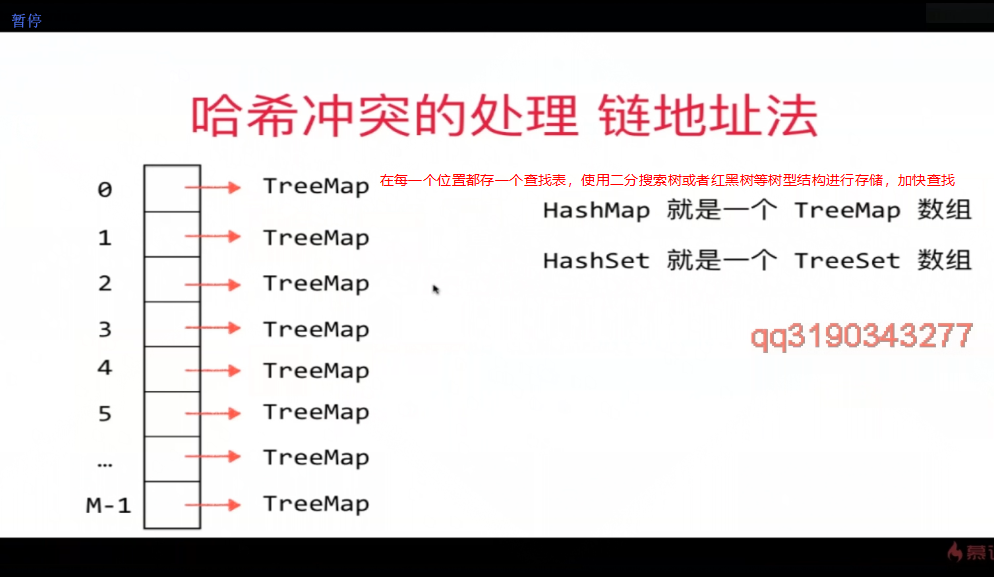 暂停
哈希冲突的处理 链地址法
0 TreeMap 在每一个位置都存一个查找表，使用二分搜索树或者红黑树等树型结构进行存储，加快查找
HashMap 就是一个 TreeMap 数组
1 TreeMap
HashSet 就是一个 TreeSet 数组
2 TreeMap
3 TreeMap
qq3190343277
4 TreeMap
5 TreeMap
… TreeMap
M-1 TreeMap
慕